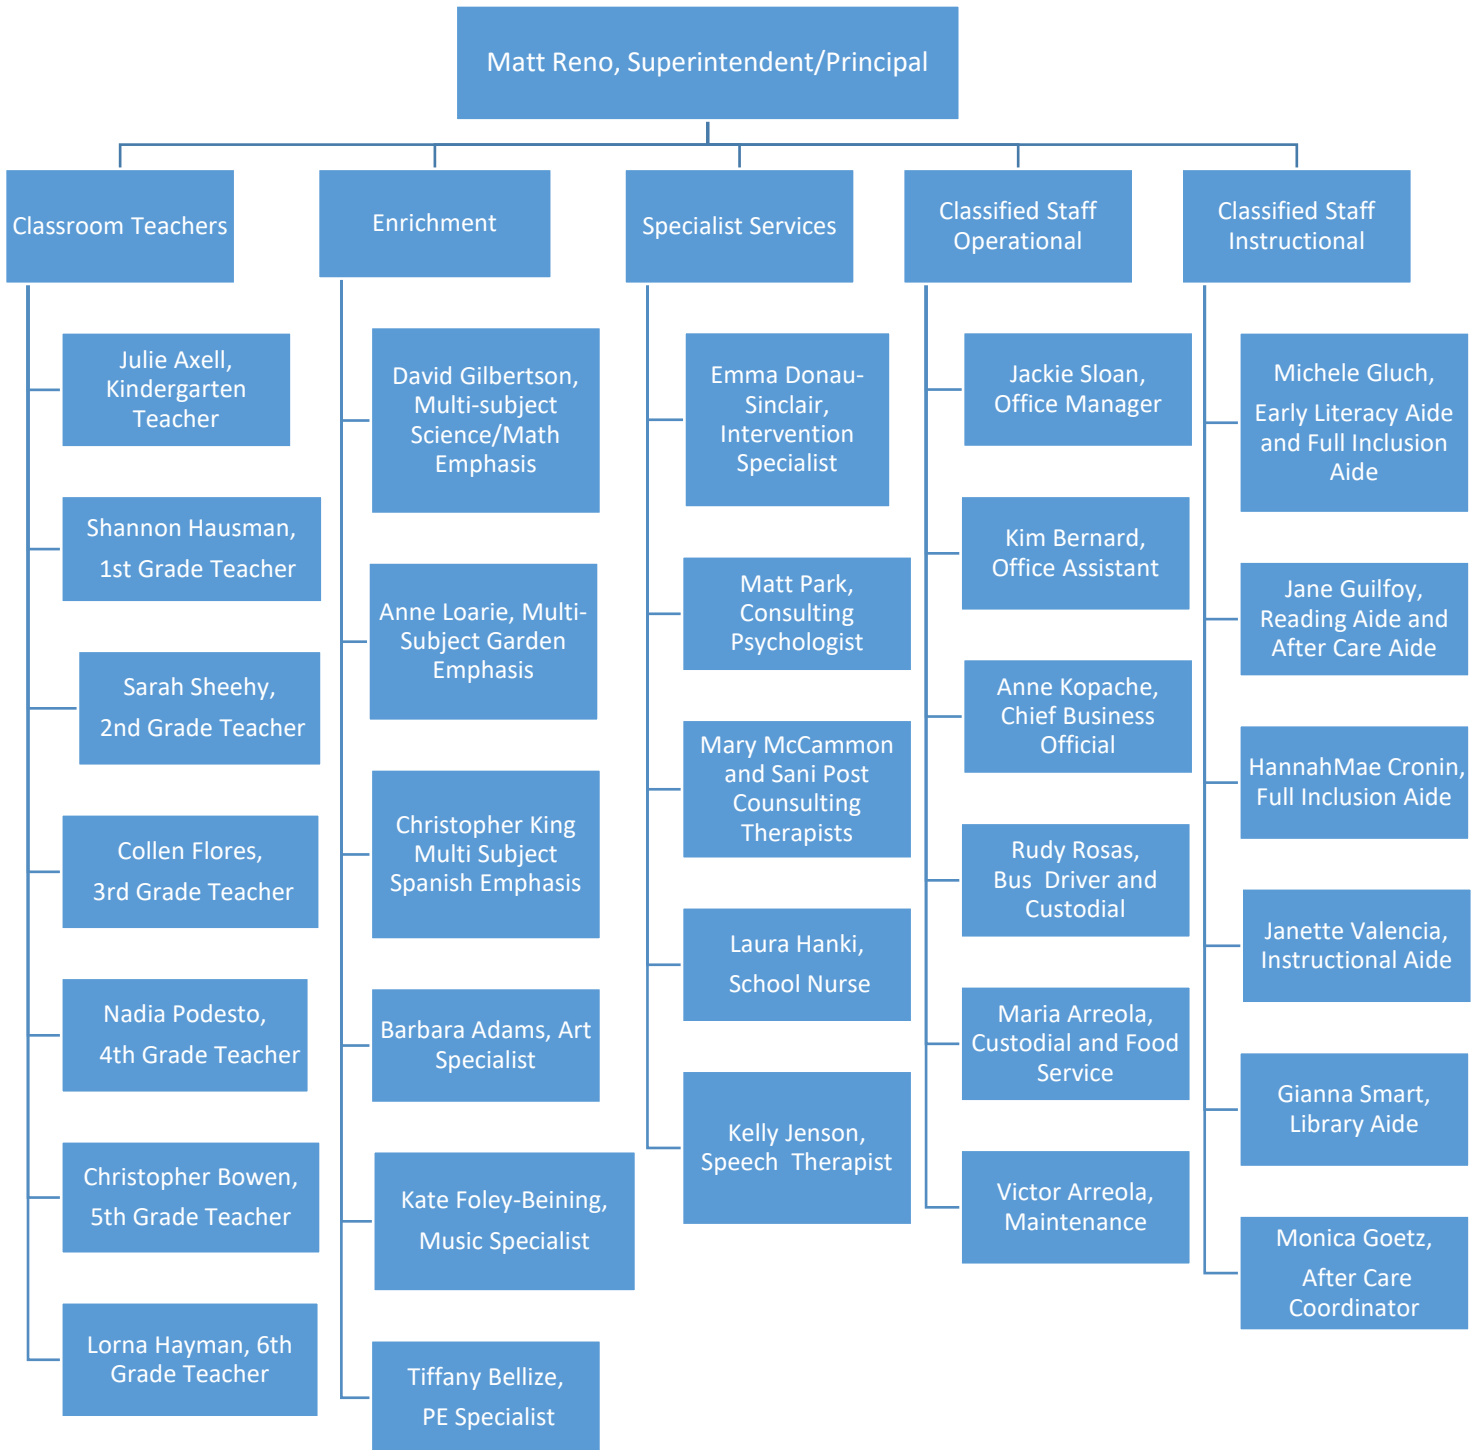 Matt Reno, Superintendent/Principal
Classroom Teachers
Julie Axell,
Kindergarten
Teacher
Shannon Hausman,
1st Grade Teacher
Sarah Sheehy,
2nd Grade Teacher
Collen Flores,
3rd Grade Teacher
Nadia Podesto,
4th Grade Teacher
Christopher Bowen,
5th Grade Teacher
Lorna Hayman, 6th
Grade Teacher
Enrichment
David Gilbertson,
Multi-subject
Science/Math
Emphasis
Anne Loarie, Multi-
Subject Garden
Emphasis
Christopher King
Multi Subject
Spanish Emphasis
Barbara Adams, Art
Specialist
Kate Foley-Beining,
Music Specialist
Tiffany Bellize,
PE Specialist
Specialist Services
Emma Donau-
Sinclair,
Intervention
Specialist
Matt Park,
Consulting
Psychologist
Mary McCammon
and Sani Post
Counsulting
Therapists
Laura Hanki,
School Nurse
Kelly Jenson,
Speech Therapist
Classified Staff
Operational
Jackie Sloan,
Office Manager
Kim Bernard,
Office Assistant
Anne Kopache,
Chief Business
Official
Rudy Rosas,
Bus Driver and
Custodial
Maria Arreola,
Custodial and Food
Service
Victor Arreola,
Maintenance
Classified Staff
Instructional
Michele Gluch,
Early Literacy Aide
and Full Inclusion
Aide
Jane Guilfoy,
Reading Aide and
After Care Aide
HannahMae Cronin,
Full Inclusion Aide
Janette Valencia,
Instructional Aide
Gianna Smart,
Library Aide
Monica Goetz,
After Care
Coordinator